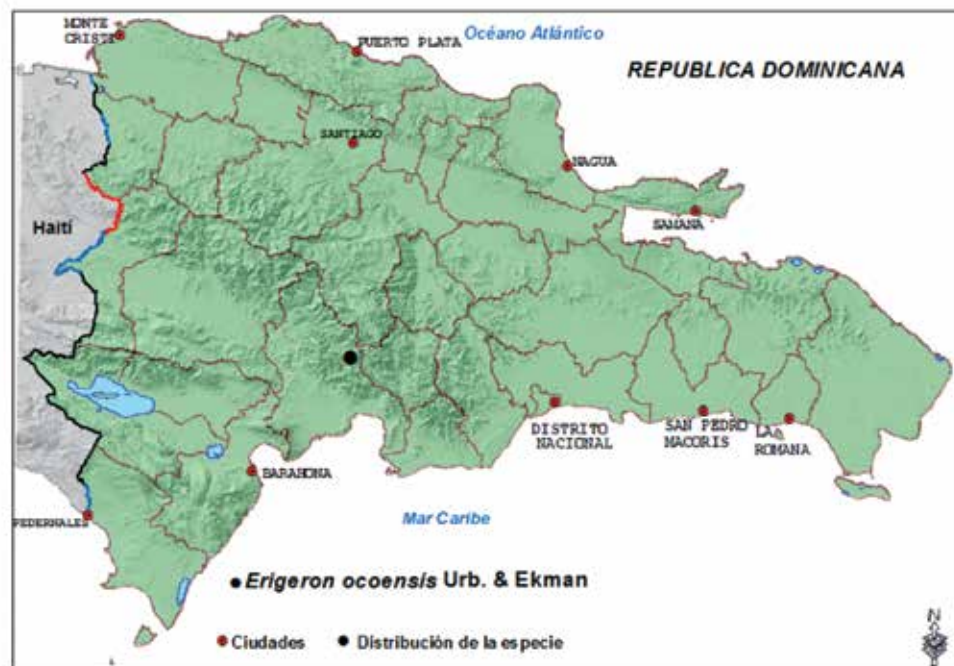 MONTE
CRISTI
PUERTO PLATA
Océano Atlántico
REPUBLICA DOMINICANA
SANTIAGO
NAGUA
SAMANA
Haití
DISTRITO
NACIONAL
SAN PEDRO
MACORIS
LA
ROMANA
BARAHONA
PEDERNALES
Mar Caribe
Erigeron ocoensis Urb. & Ekman
Ciudades
Distribución de la especie
N